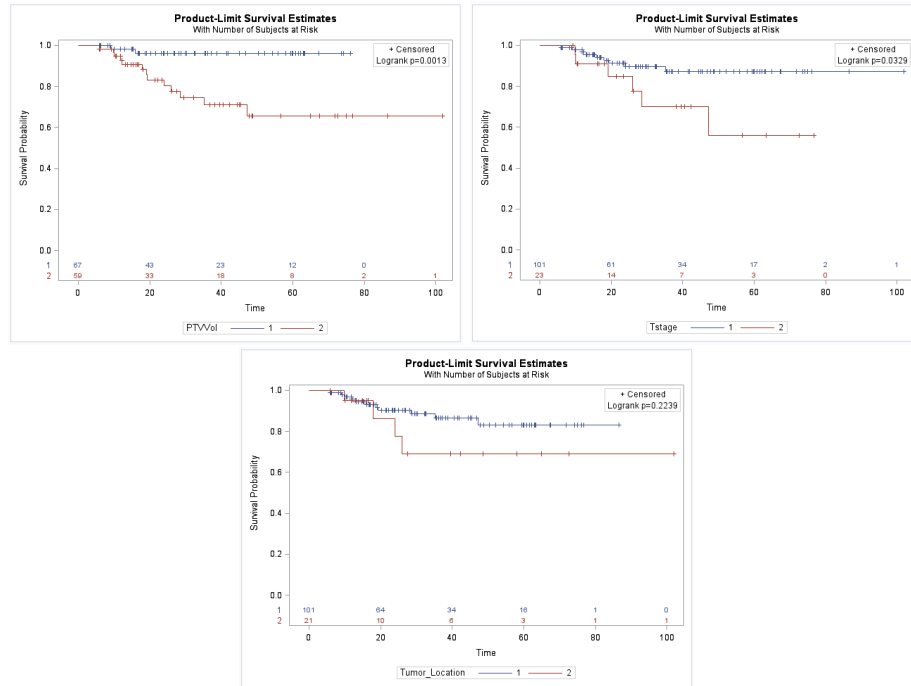 Product-Limit Survival Estimates
With Number of Subjects at Risk
+ Censored
Logrank p=0.0013
Survival Probability
1.0
0.8
0.6
0.4
0.2
0.0
1 67 43 23 12 0
2 59 33 18 8 2 1
0 20 40 60 80 100
Time
PTVVol 1 2
Product-Limit Survival Estimates
With Number of Subjects at Risk
+ Censored
Logrank p=0.0329
Survival Probability
1.0
0.8
0.6
0.4
0.2
0.0
1 101 61 34 17 2 1
2 23 14 7 3 0
0 20 40 60 80 100
Time
Tstage 1 2
Product-Limit Survival Estimates
With Number of Subjects at Risk
+ Censored
Logrank p=0.2239
Survival Probability
1.0
0.8
0.6
0.4
0.2
0.0
1 101 64 34 16 1 0
2 21 10 6 3 1 1
0 20 40 60 80 100
Time
Tumor_Location 1 2